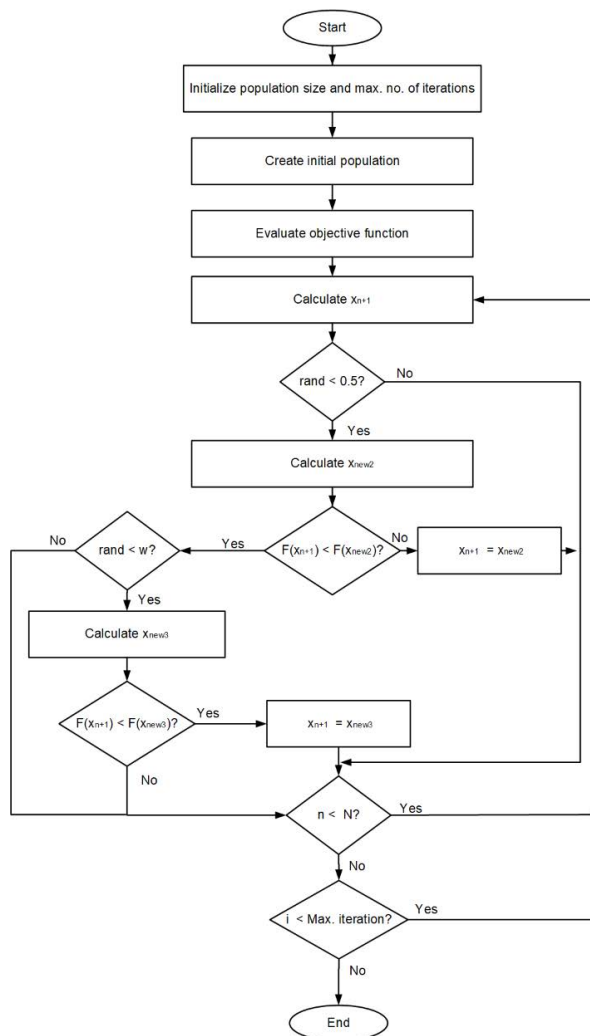 Start
Initialize population size and max. no. of iterations
Create initial population
Evaluate objective function
Calculate xn+1
rand < 0.5?
No
Yes
Calculate xnew2
No
rand < w?
Yes
F(xn+1) < F(xnew2)?
No
xn+1 = xnew2
Yes
Calculate xnew3
F(xn+1) < F(xnew3)?
Yes
xn+1 = xnew3
No
n < N?
Yes
No
i < Max. iteration?
Yes
No
End